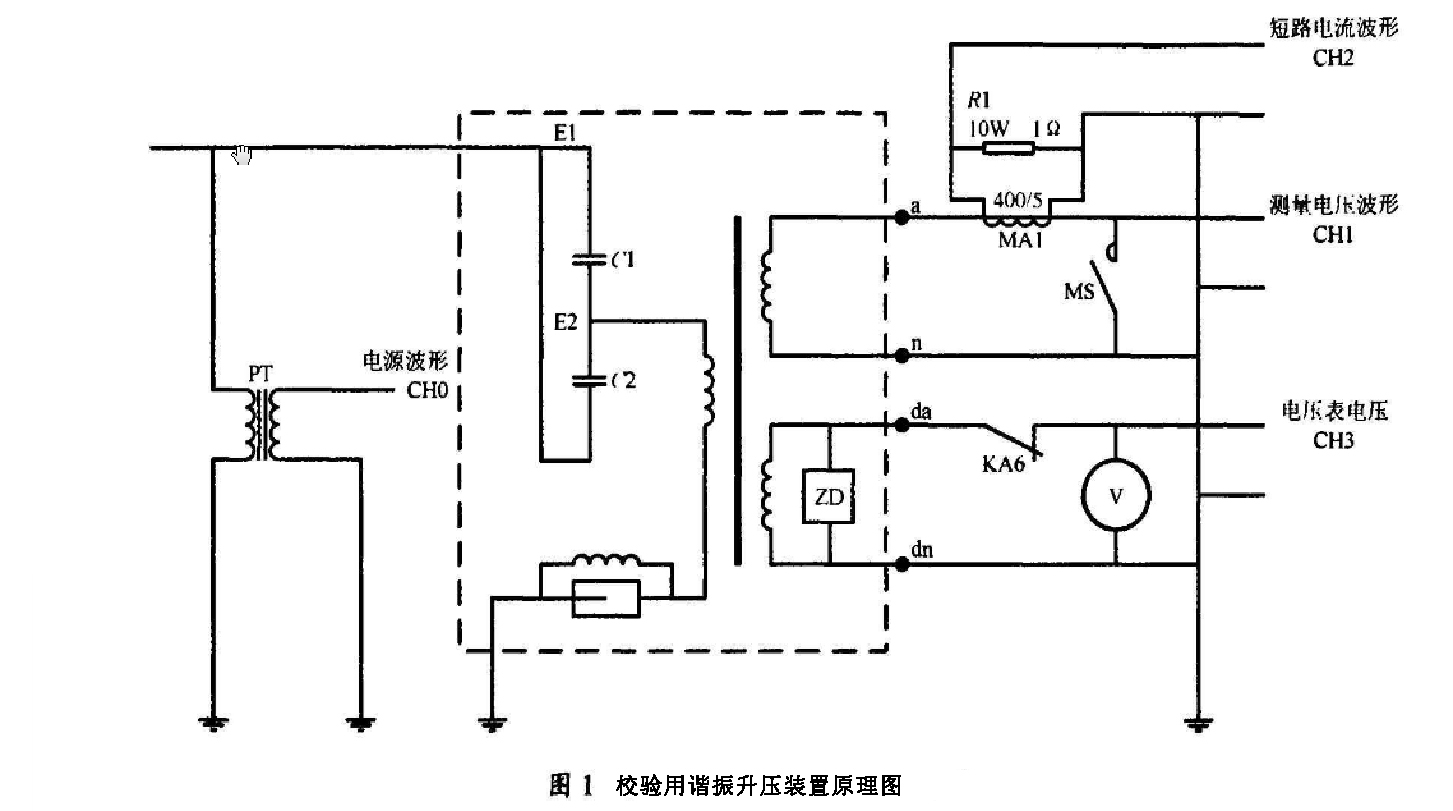 短路电流波形
CH2
R1
10W 1Ω
E1
a
400/5
MA1
测量电压波形
CH1
C1
MS
E2
n
电源波形
CH0
PT
C2
da
电压表电压
CH3
KA6
ZD
V
dn
图1 校验用谐振升压装置原理图